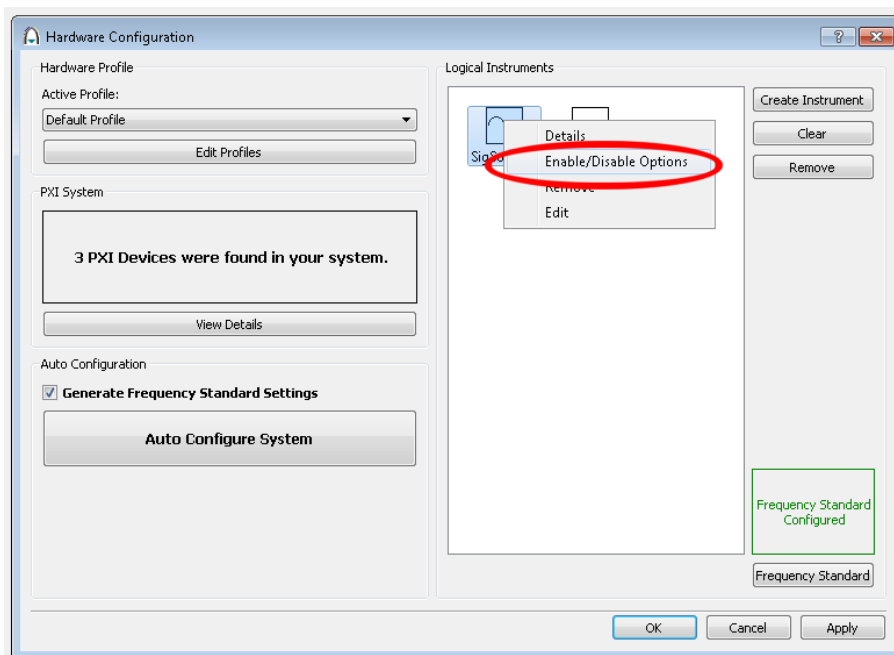 Hardware Configuration
Hardware Profile
Active Profile:
Default Profile
Edit Profiles
PXI System
3 PXI Devices were found in your system.
View Details
Auto Configuration
Generate Frequency Standard Settings
Auto Configure System
Logical Instruments
Details
Enable/Disable Options
Remove
Edit
Create Instrument
Clear
Remove
Frequency Standard
Configured
Frequency Standard
OK
Cancel
Apply